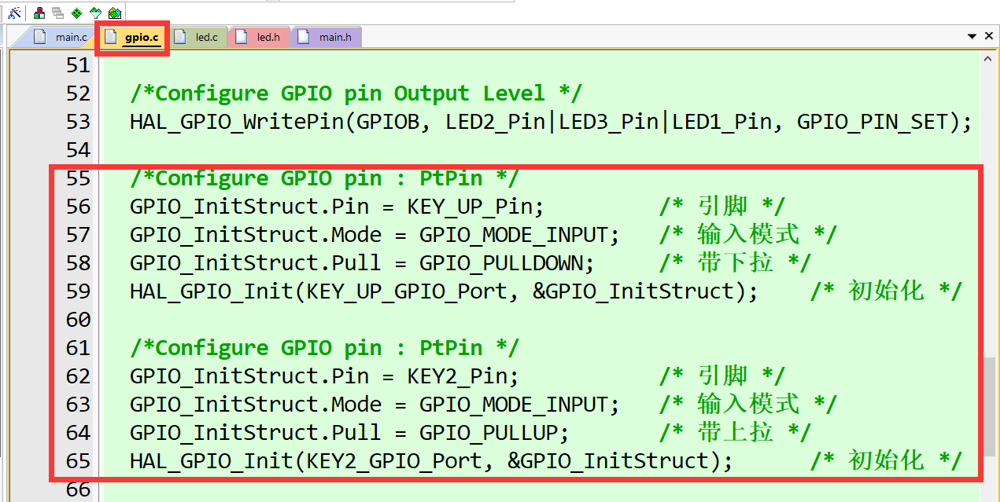 main.c gpio.c led.c led.h main.h
51
52 /*Configure GPIO pin Output Level */
53 HAL_GPIO_WritePin(GPIOB, LED2_Pin|LED3_Pin|LED1_Pin, GPIO_PIN_SET);
54
55 /*Configure GPIO pin : PtPin */
56 GPIO_InitStruct.Pin = KEY_UP_Pin; /* 引脚 */
57 GPIO_InitStruct.Mode = GPIO_MODE_INPUT; /* 输入模式 */
58 GPIO_InitStruct.Pull = GPIO_PULLDOWN; /* 带下拉 */
59 HAL_GPIO_Init(KEY_UP_GPIO_Port, &GPIO_InitStruct); /* 初始化 */
60
61 /*Configure GPIO pin : PtPin */
62 GPIO_InitStruct.Pin = KEY2_Pin; /* 引脚 */
63 GPIO_InitStruct.Mode = GPIO_MODE_INPUT; /* 输入模式 */
64 GPIO_InitStruct.Pull = GPIO_PULLUP; /* 带上拉 */
65 HAL_GPIO_Init(KEY2_GPIO_Port, &GPIO_InitStruct); /* 初始化 */
66